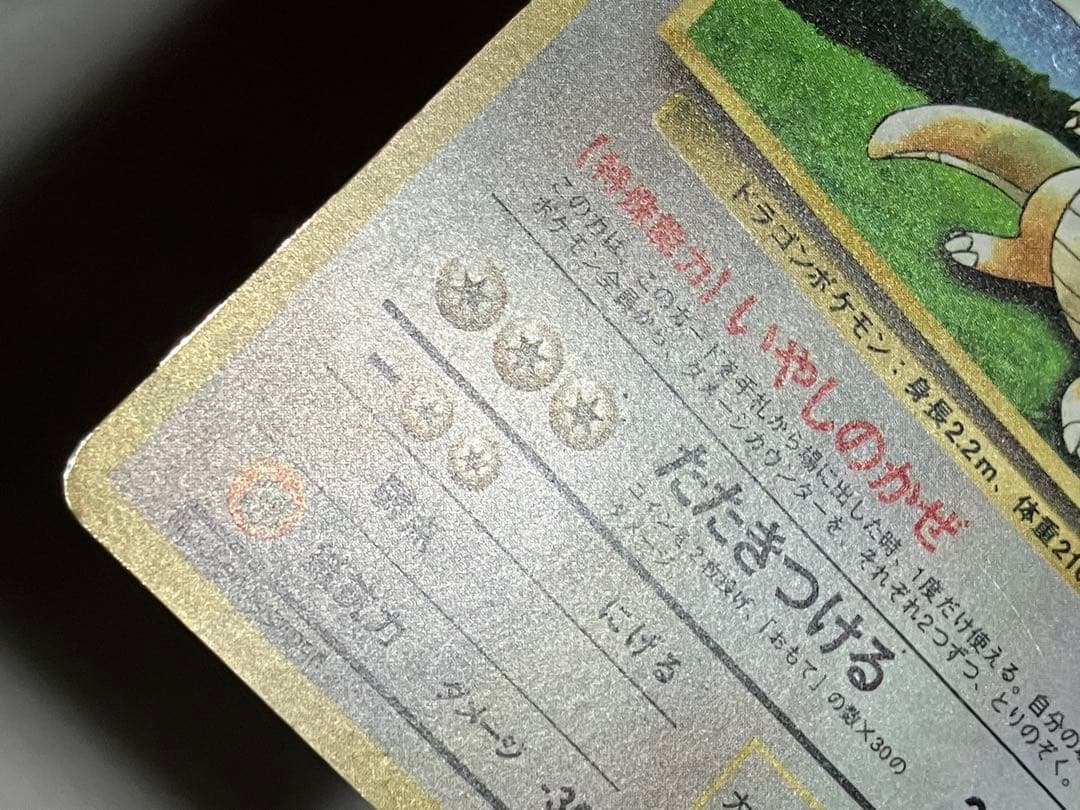 ドラゴンポケモン：身長2.2m、体重210
【特殊能力】いやしのかぜ
この力は、このカードを手札から場に出した時、1度だけ使える。自分の
ポケモン全員から、ダメージカウンターを、それぞれ2つずつ、とりのぞく。
たたきつける
コインを2枚投げ、「おもて」の数×30の
ダメージ
にげる
弱点
抵抗力
ダメージ
-30